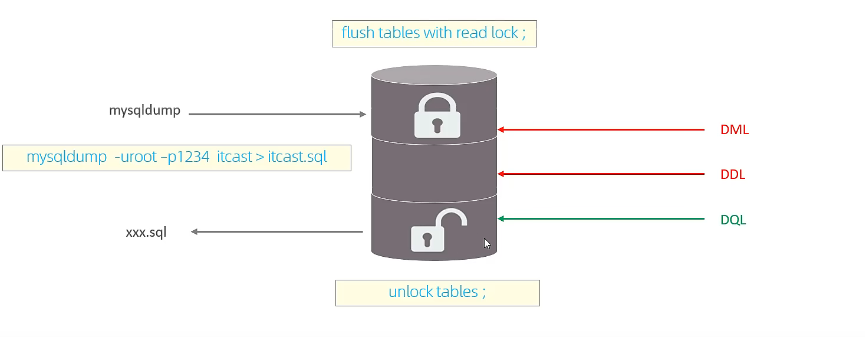 flush tables with read lock ;
mysqldump
DML
mysqldump -uroot –p1234 itcast > itcast.sql
DDL
DQL
xxx.sql
unlock tables ;